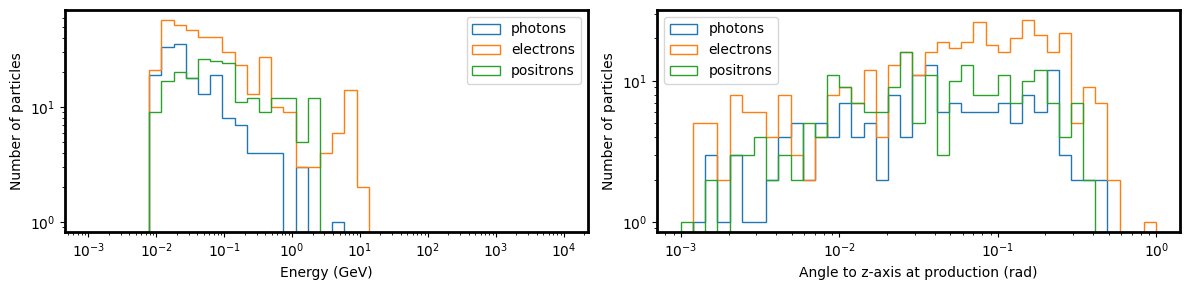 Number of particles
10¹
10⁰
10⁻³
10⁻²
10⁻¹
10⁰
10¹
10²
10³
10⁴
Energy (GeV)
photons
electrons
positrons
Number of particles
10¹
10⁰
10⁻³
10⁻²
10⁻¹
10⁰
Angle to z-axis at production (rad)
photons
electrons
positrons